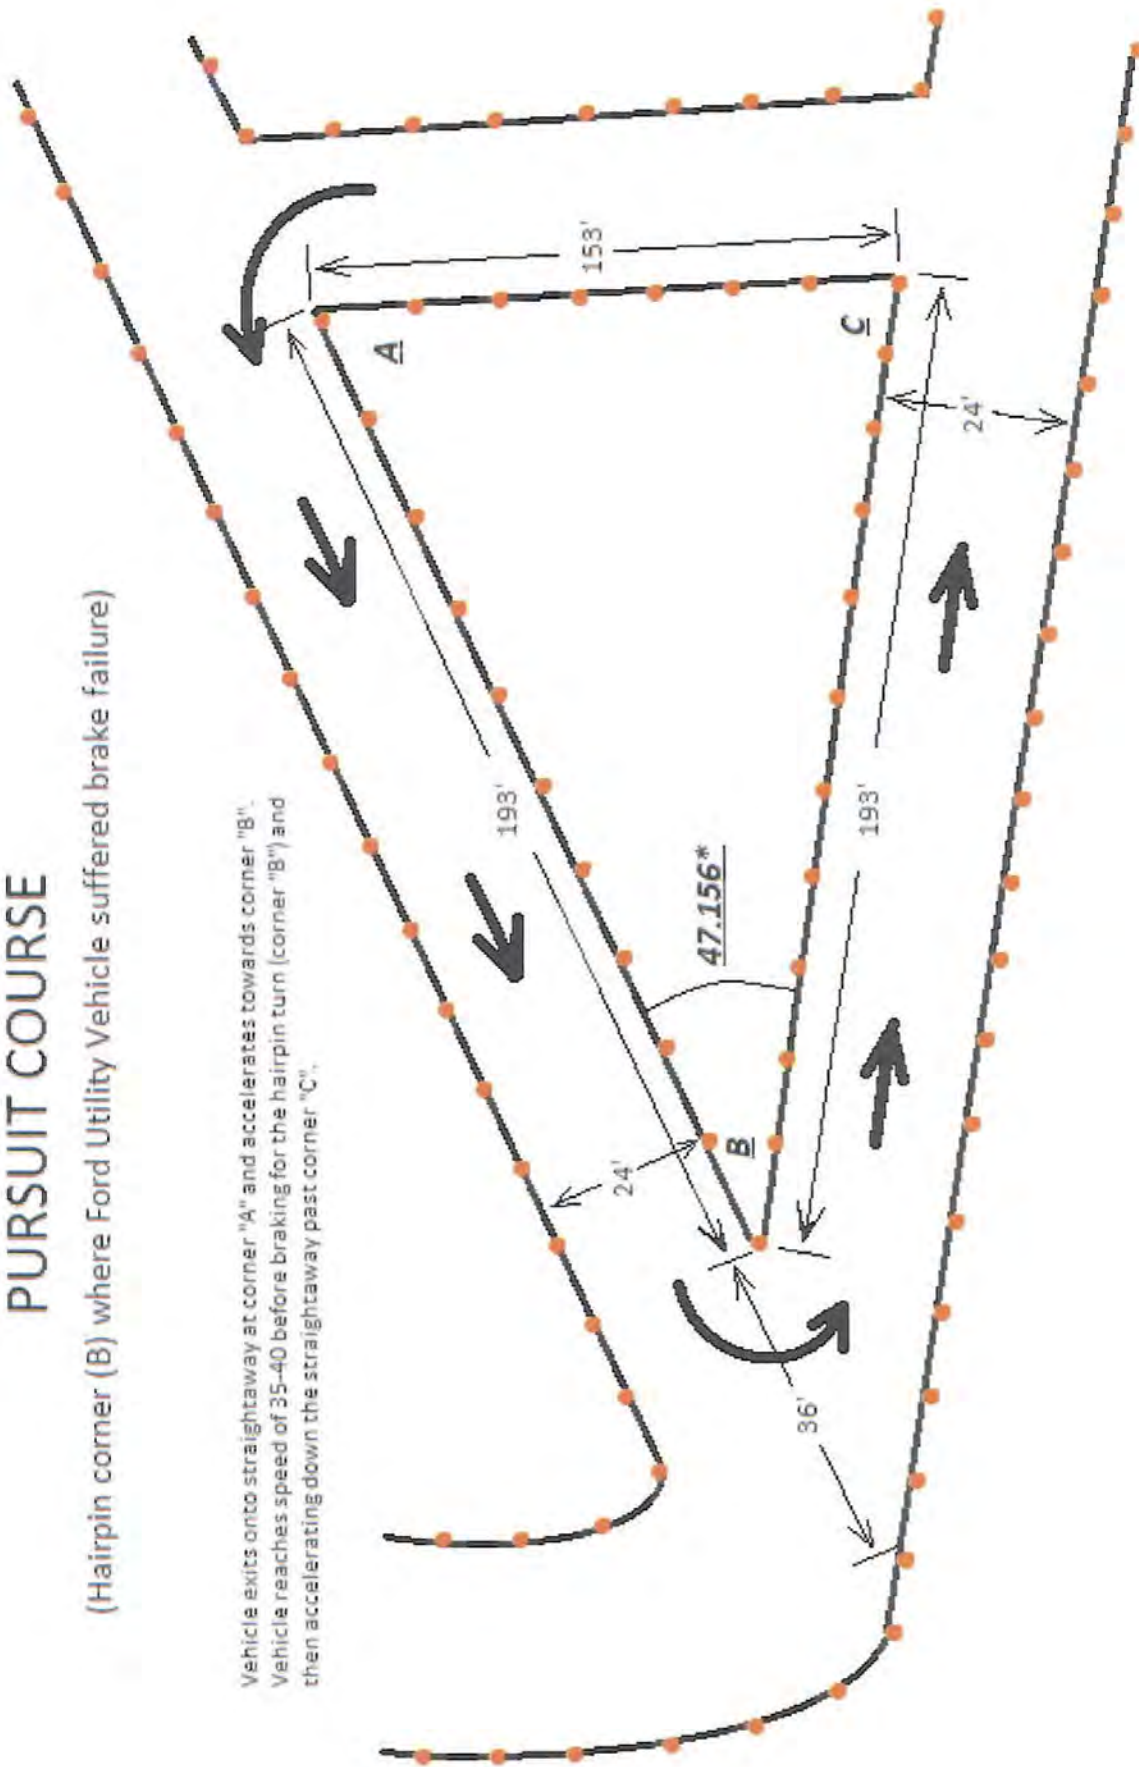 PURSUIT COURSE
(Hairpin corner (B) where Ford Utility Vehicle suffered brake failure)
Vehicle exits onto straightaway at corner "A" and accelerates towards corner "B".
Vehicle reaches speed of 35-40 before braking for the hairpin turn (corner "B") and
then accelerating down the straightaway past corner "C".
A
153'
193'
C
24'
24'
B
47.156*
193'
36'